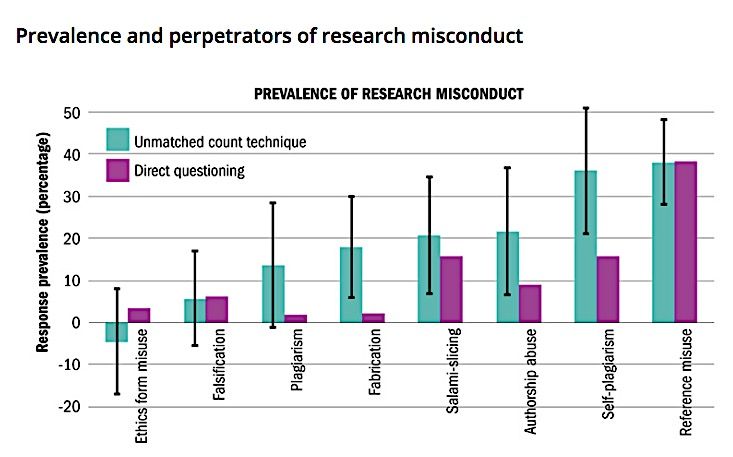 Prevalence and perpetrators of research misconduct
PREVALENCE OF RESEARCH MISCONDUCT
Response prevalence (percentage)
50
40
30
20
10
0
-10
-20
Unmatched count technique
Direct questioning
Ethics form misuse
Falsification
Plagiarism
Fabrication
Salami-slicing
Authorship abuse
Self-plagiarism
Reference misuse